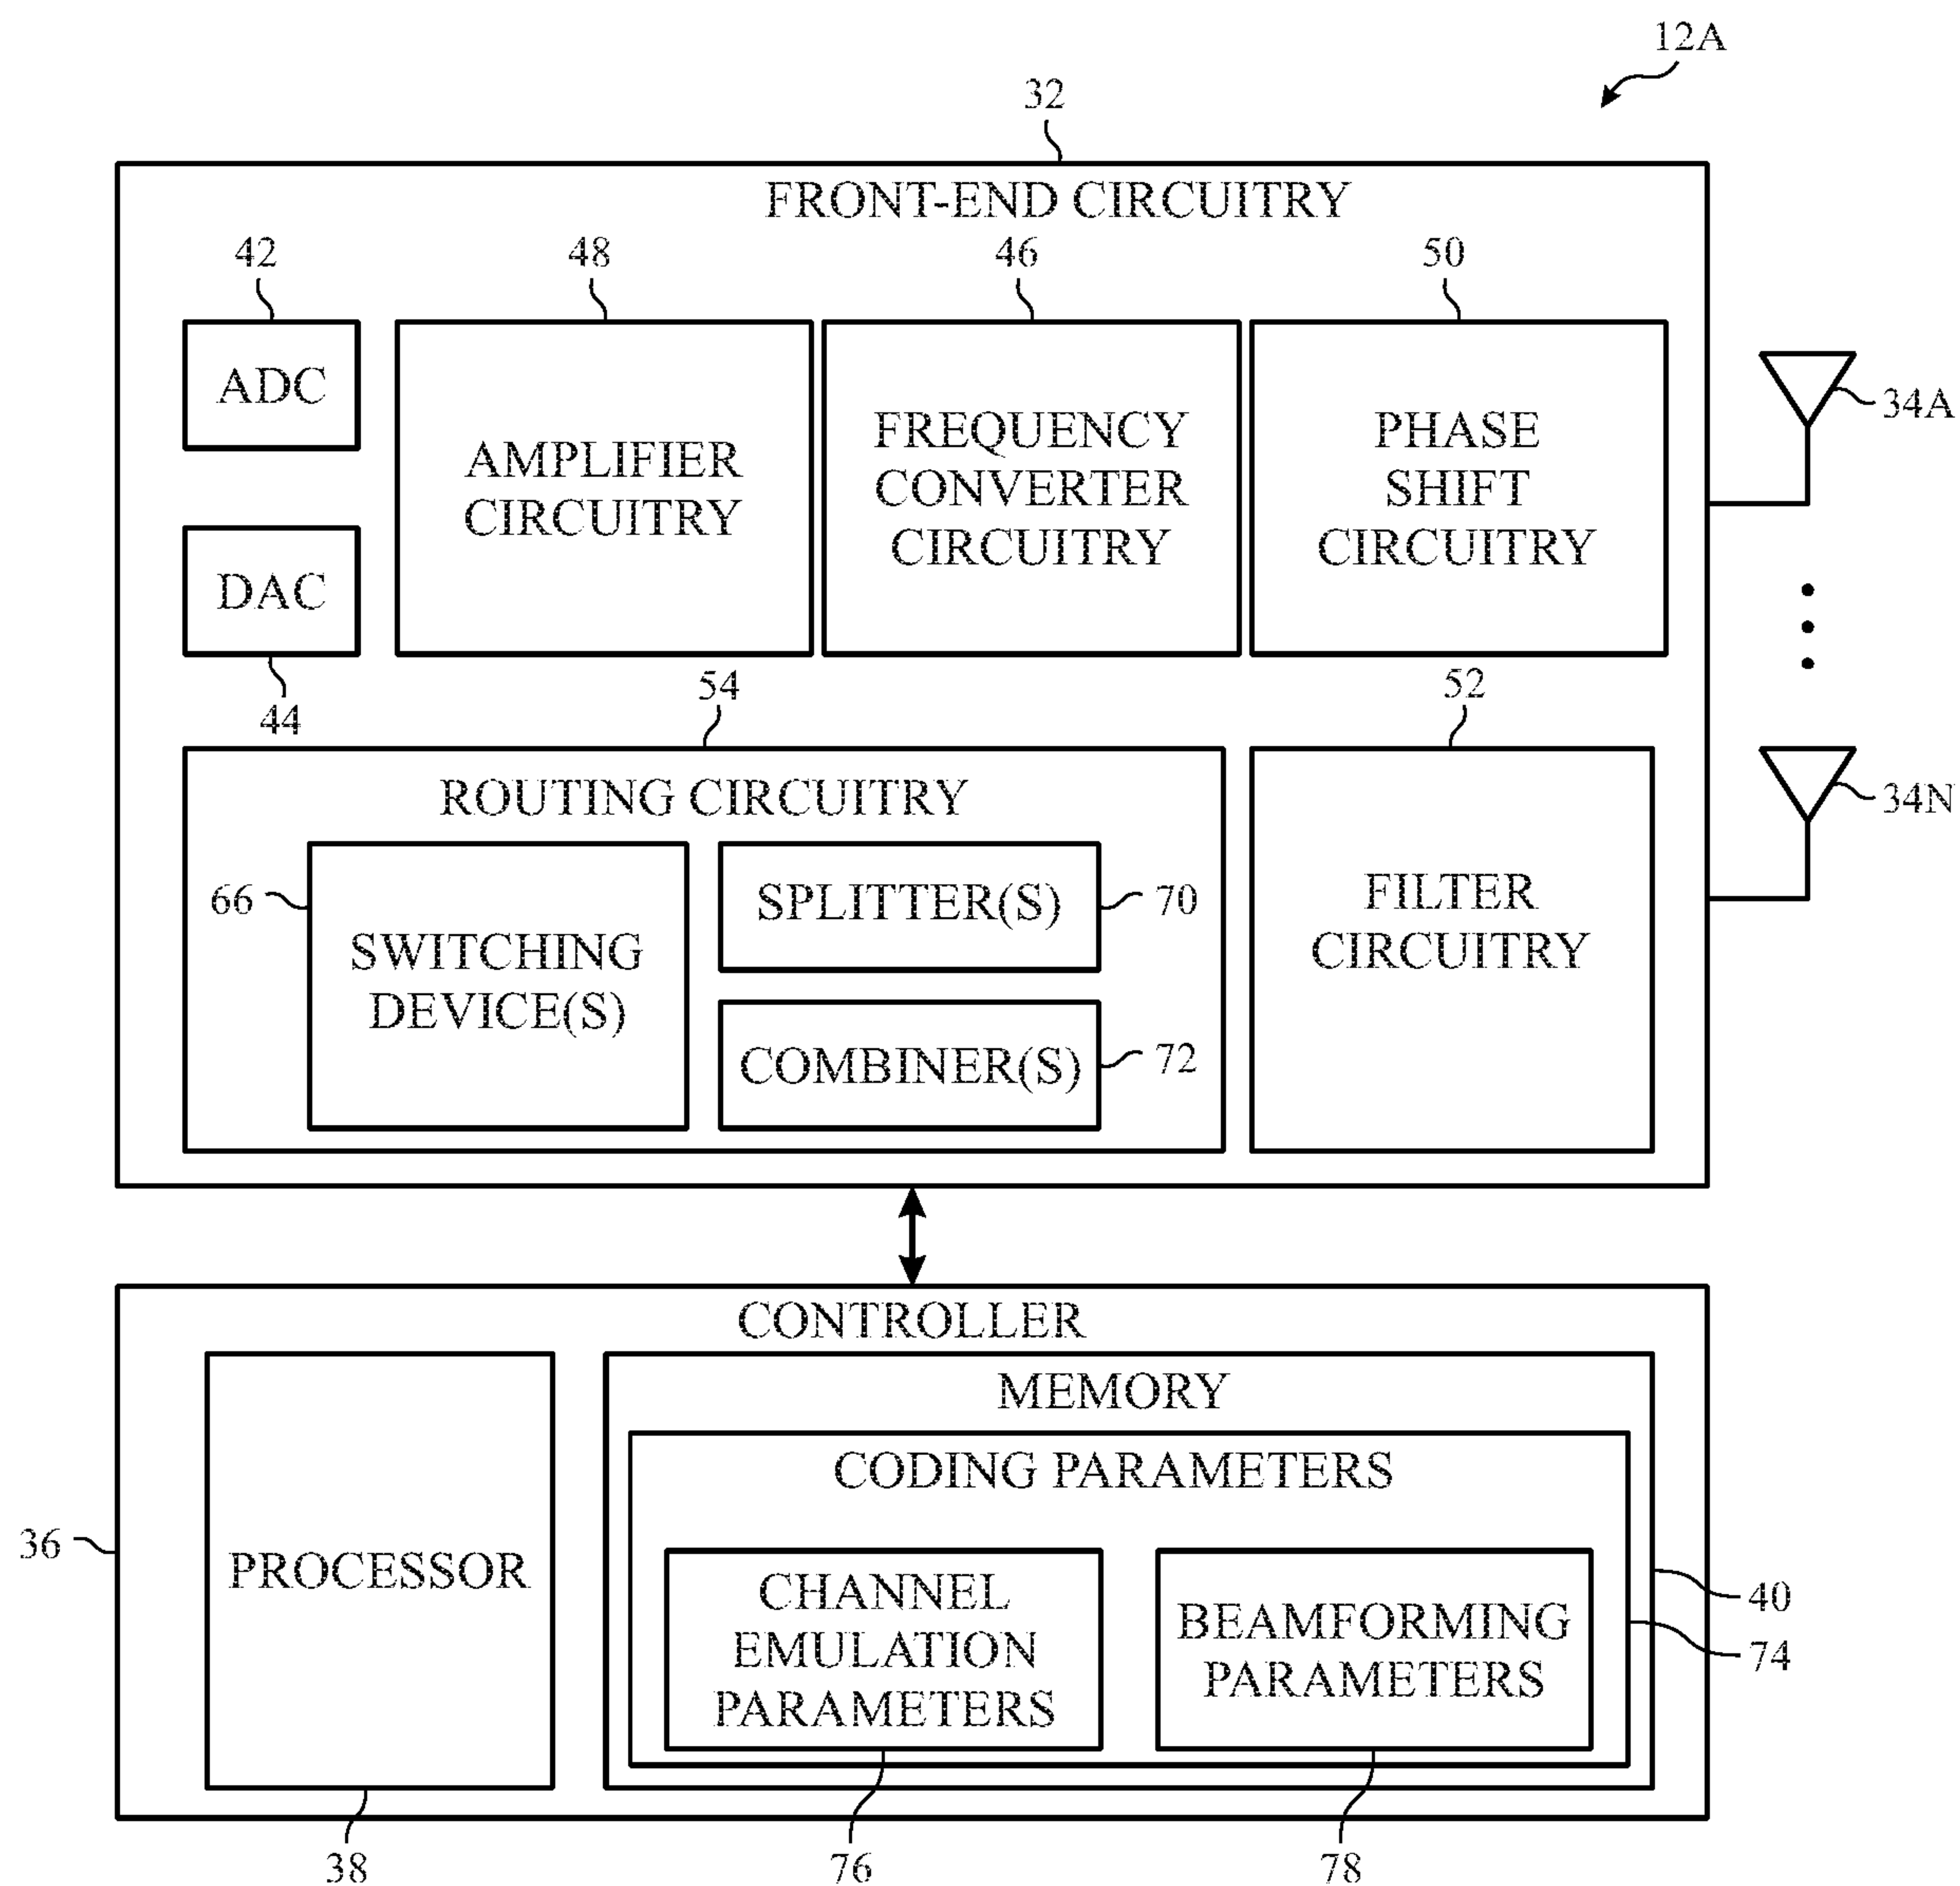 12A
32
FRONT-END CIRCUITRY
42
48
46
50
ADC
AMPLIFIER
CIRCUITRY
FREQUENCY
CONVERTER
CIRCUITRY
PHASE
SHIFT
CIRCUITRY
34A
DAC
44
54
52
ROUTING CIRCUITRY
34N
66
SWITCHING
DEVICE(S)
SPLITTER(S)
70
COMBINER(S)
72
FILTER
CIRCUITRY
CONTROLLER
36
PROCESSOR
MEMORY
CODING PARAMETERS
CHANNEL
EMULATION
PARAMETERS
BEAMFORMING
PARAMETERS
40
74
38
76
78